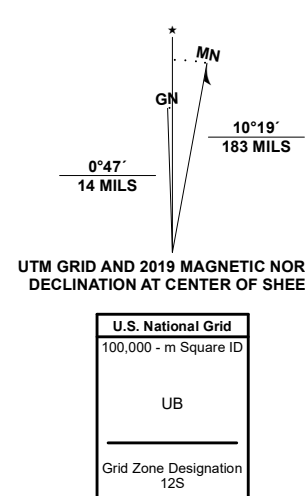 ★
MN
GN
10°19´
183 MILS
0°47´
14 MILS
UTM GRID AND 2019 MAGNETIC NOR
DECLINATION AT CENTER OF SHEE
U.S. National Grid
100,000 - m Square ID
UB
Grid Zone Designation
12S